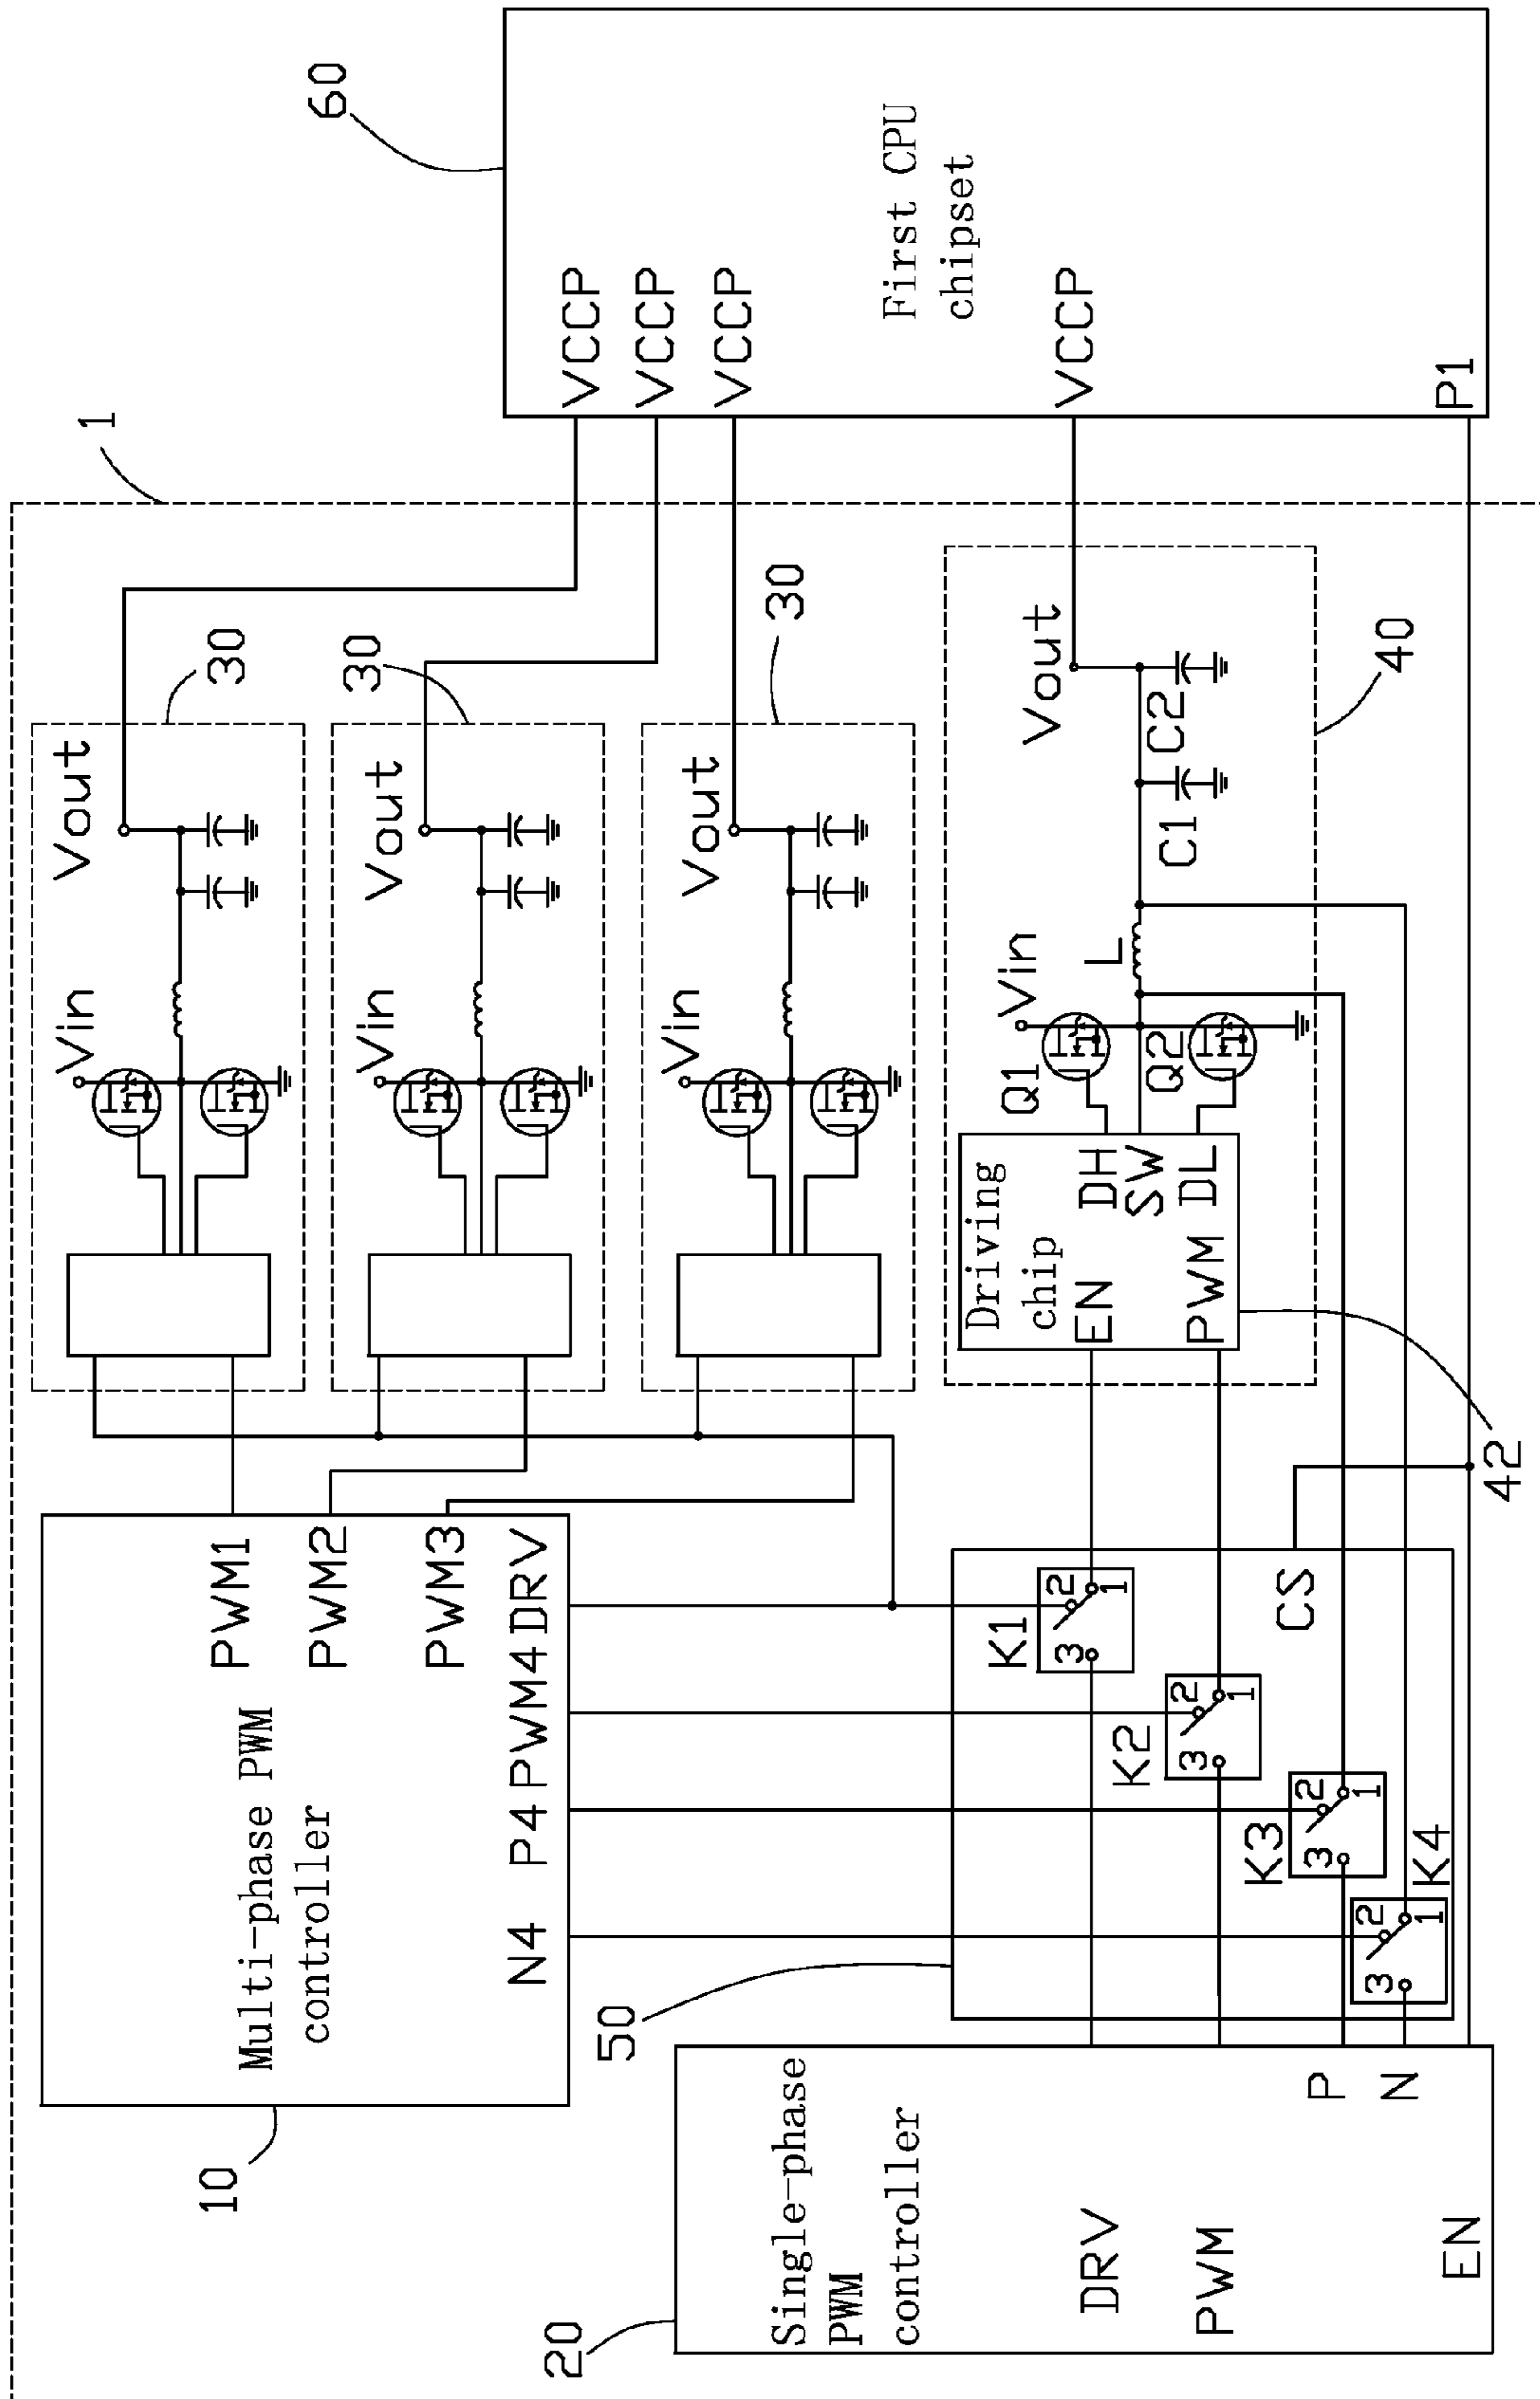 1
60
10
Multi-phase PWM
controller
PWM1
PWM2
PWM3
N4
P4
PWM4
DRV
Vin
Vout
30
Vin
Vout
30
Vin
Vout
30
VCCP
VCCP
VCCP
VCCP
P1
First CPU
chipset
20
Single-phase
PWM
controller
DRV
PWM
P
N
EN
50
K1
3
2
1
K2
3
2
1
K3
3
2
1
K4
3
2
1
CS
42
Driving
chip
EN
PWM
DH
SW
DL
Q1
Q2
Vin
L
C1
C2
Vout
40